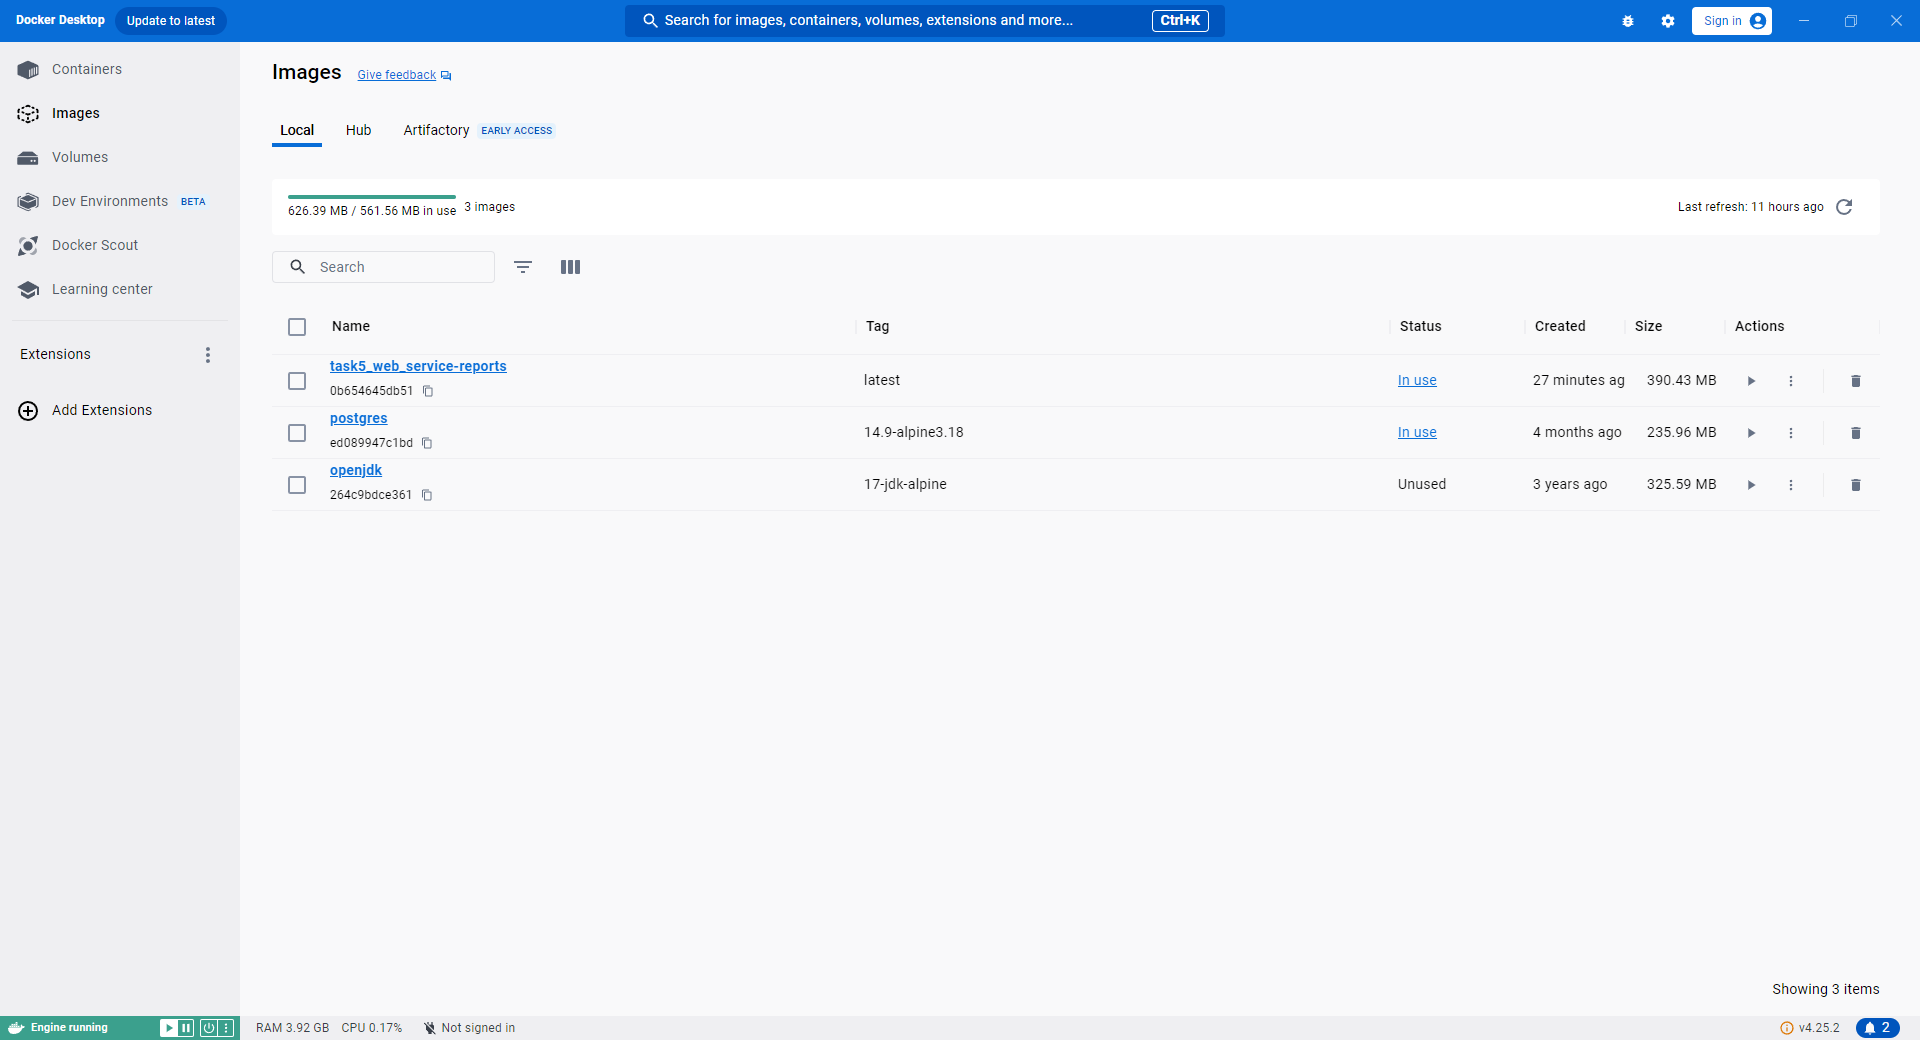 Docker Desktop Update to latest Search for images, containers, volumes, extensions and more... Ctrl+K Sign in
Containers
Images
Volumes
Dev Environments BETA
Docker Scout
Learning center
Extensions
Add Extensions
Images Give feedback
Local Hub Artifactory EARLY ACCESS
626.39 MB / 561.56 MB in use 3 images Last refresh: 11 hours ago
Search
Name Tag Status Created Size Actions
task5_web_service-reports
0b654645db51 latest In use 27 minutes ag 390.43 MB
postgres
ed089947c1bd 14.9-alpine3.18 In use 4 months ago 235.96 MB
openjdk
264c9bdce361 17-jdk-alpine Unused 3 years ago 325.59 MB
Showing 3 items
Engine running RAM 3.92 GB CPU 0.17% Not signed in v4.25.2 2